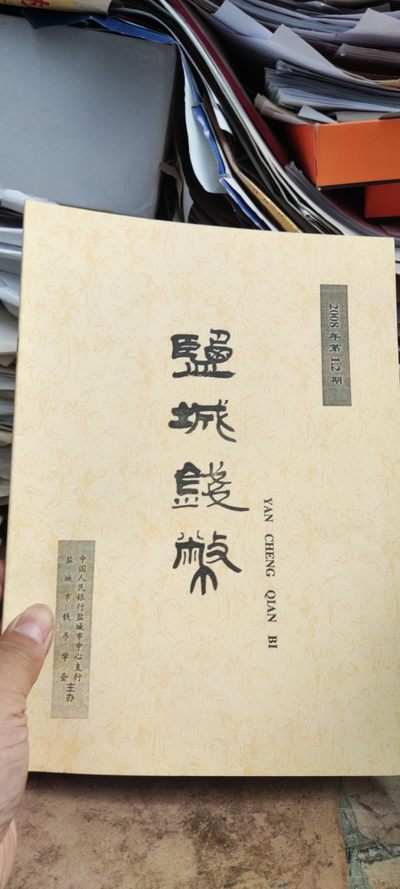 2008年第1.2期
鹽城錢幣
YAN CHENG QIAN BI
中国人民银行盐城市中心支行
盐城市钱币学会
主办